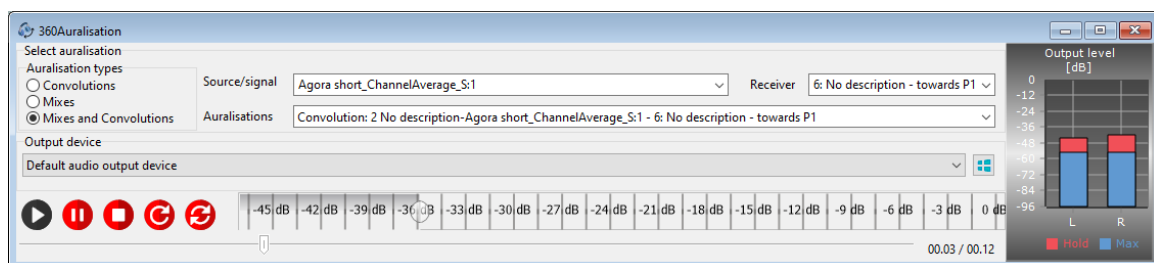 360Auralisation
Select auralisation
Auralisation types
Convolutions
Mixes
Mixes and Convolutions
Source/signal
Agora short_ChannelAverage_S:1
Receiver
6: No description - towards P1
Auralisations
Convolution: 2 No description-Agora short_ChannelAverage_S:1 - 6: No description - towards P1
Output device
Default audio output device
-45 dB -42 dB -39 dB -36 dB -33 dB -30 dB -27 dB -24 dB -21 dB -18 dB -15 dB -12 dB -9 dB -6 dB -3 dB 0 dB
00.03 / 00.12
Output level
[dB]
0
-12
-24
-36
-48
-60
-72
-84
-96
L R
Hold Max